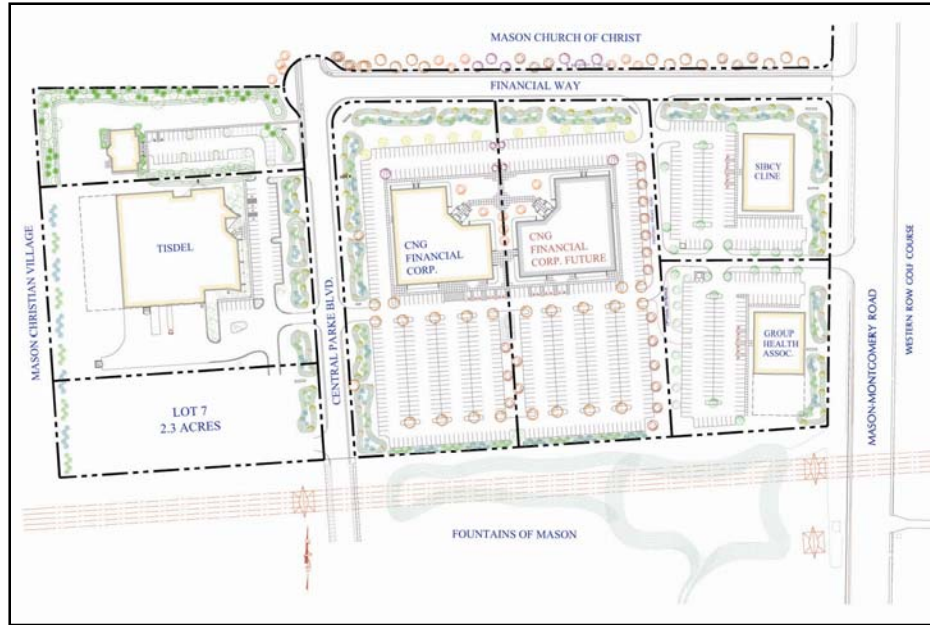 MASON CHURCH OF CHRIST
FINANCIAL WAY
SIBCY
CLINE
MASON CHRISTIAN VILLAGE
TISDEL
CNG
FINANCIAL
CORP.
CNG
FINANCIAL
CORP. FUTURE
CENTRAL PARKE BLVD.
GROUP
HEALTH
ASSOC.
MASON-MONTGOMERY ROAD
WESTERN ROW GOLF COURSE
LOT 7
2.3 ACRES
FOUNTAINS OF MASON